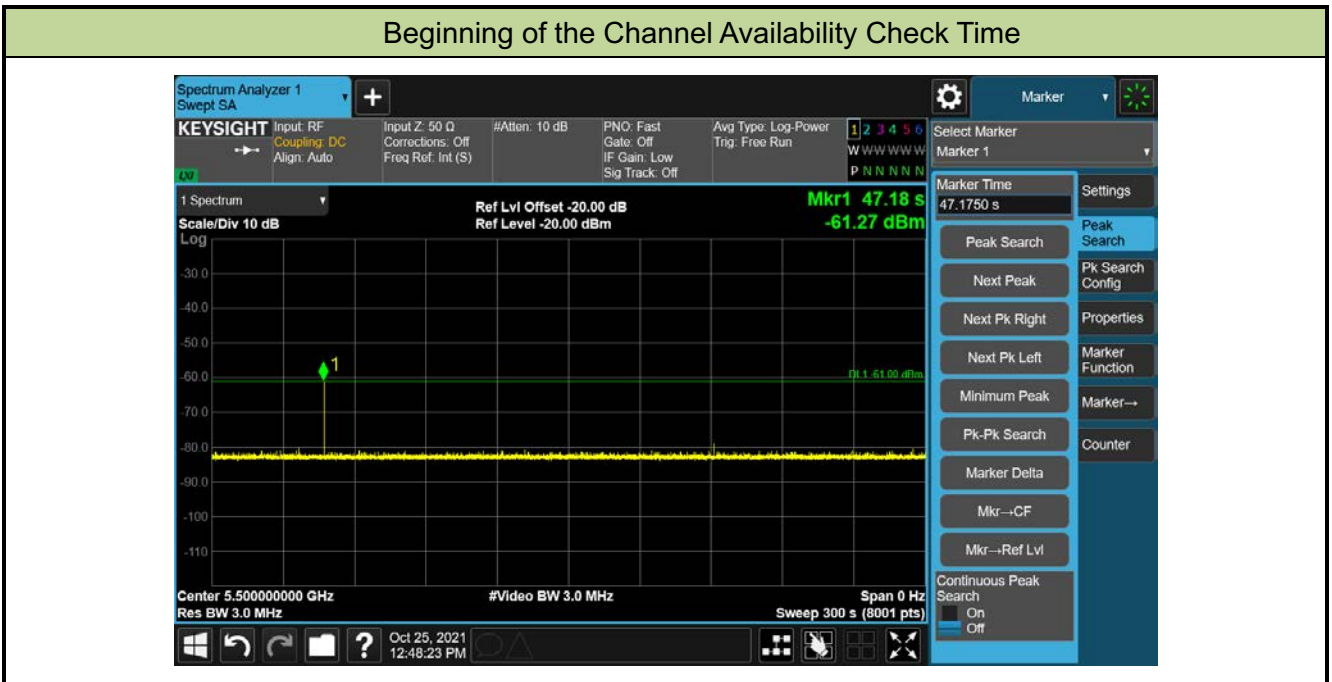 Beginning of the Channel Availability Check Time
Spectrum Analyzer 1
Swept SA
+
Marker
KEYSIGHT
Input: RF
Coupling: DC
Align: Auto
Input Z: 50 Ω
Corrections: Off
Freq Ref: Int (S)
#Atten: 10 dB
PNO: Fast
Gate: Off
IF Gain: Low
Sig Track: Off
Avg Type: Log-Power
Trig: Free Run
1 2 3 4 5 6
W W W W W W
P N N N N N
Select Marker
Marker 1
LXI
1 Spectrum
Scale/Div 10 dB
Log
Ref Lvl Offset -20.00 dB
Ref Level -20.00 dBm
Mkr1 47.18 s
-61.27 dBm
-30.0
-40.0
-50.0
-60.0
-70.0
-80.0
-90.0
-100
-110
1
DL1 -61.00 dBm
Center 5.500000000 GHz
Res BW 3.0 MHz
#Video BW 3.0 MHz
Span 0 Hz
Sweep 300 s (8001 pts)
Marker Time
47.1750 s
Peak Search
Next Peak
Next Pk Right
Next Pk Left
Minimum Peak
Pk-Pk Search
Marker Delta
Mkr→CF
Mkr→Ref Lvl
Continuous Peak
Search
On
Off
Settings
Peak
Search
Pk Search
Config
Properties
Marker
Function
Marker→
Counter
?
Oct 25, 2021
12:48:23 PM